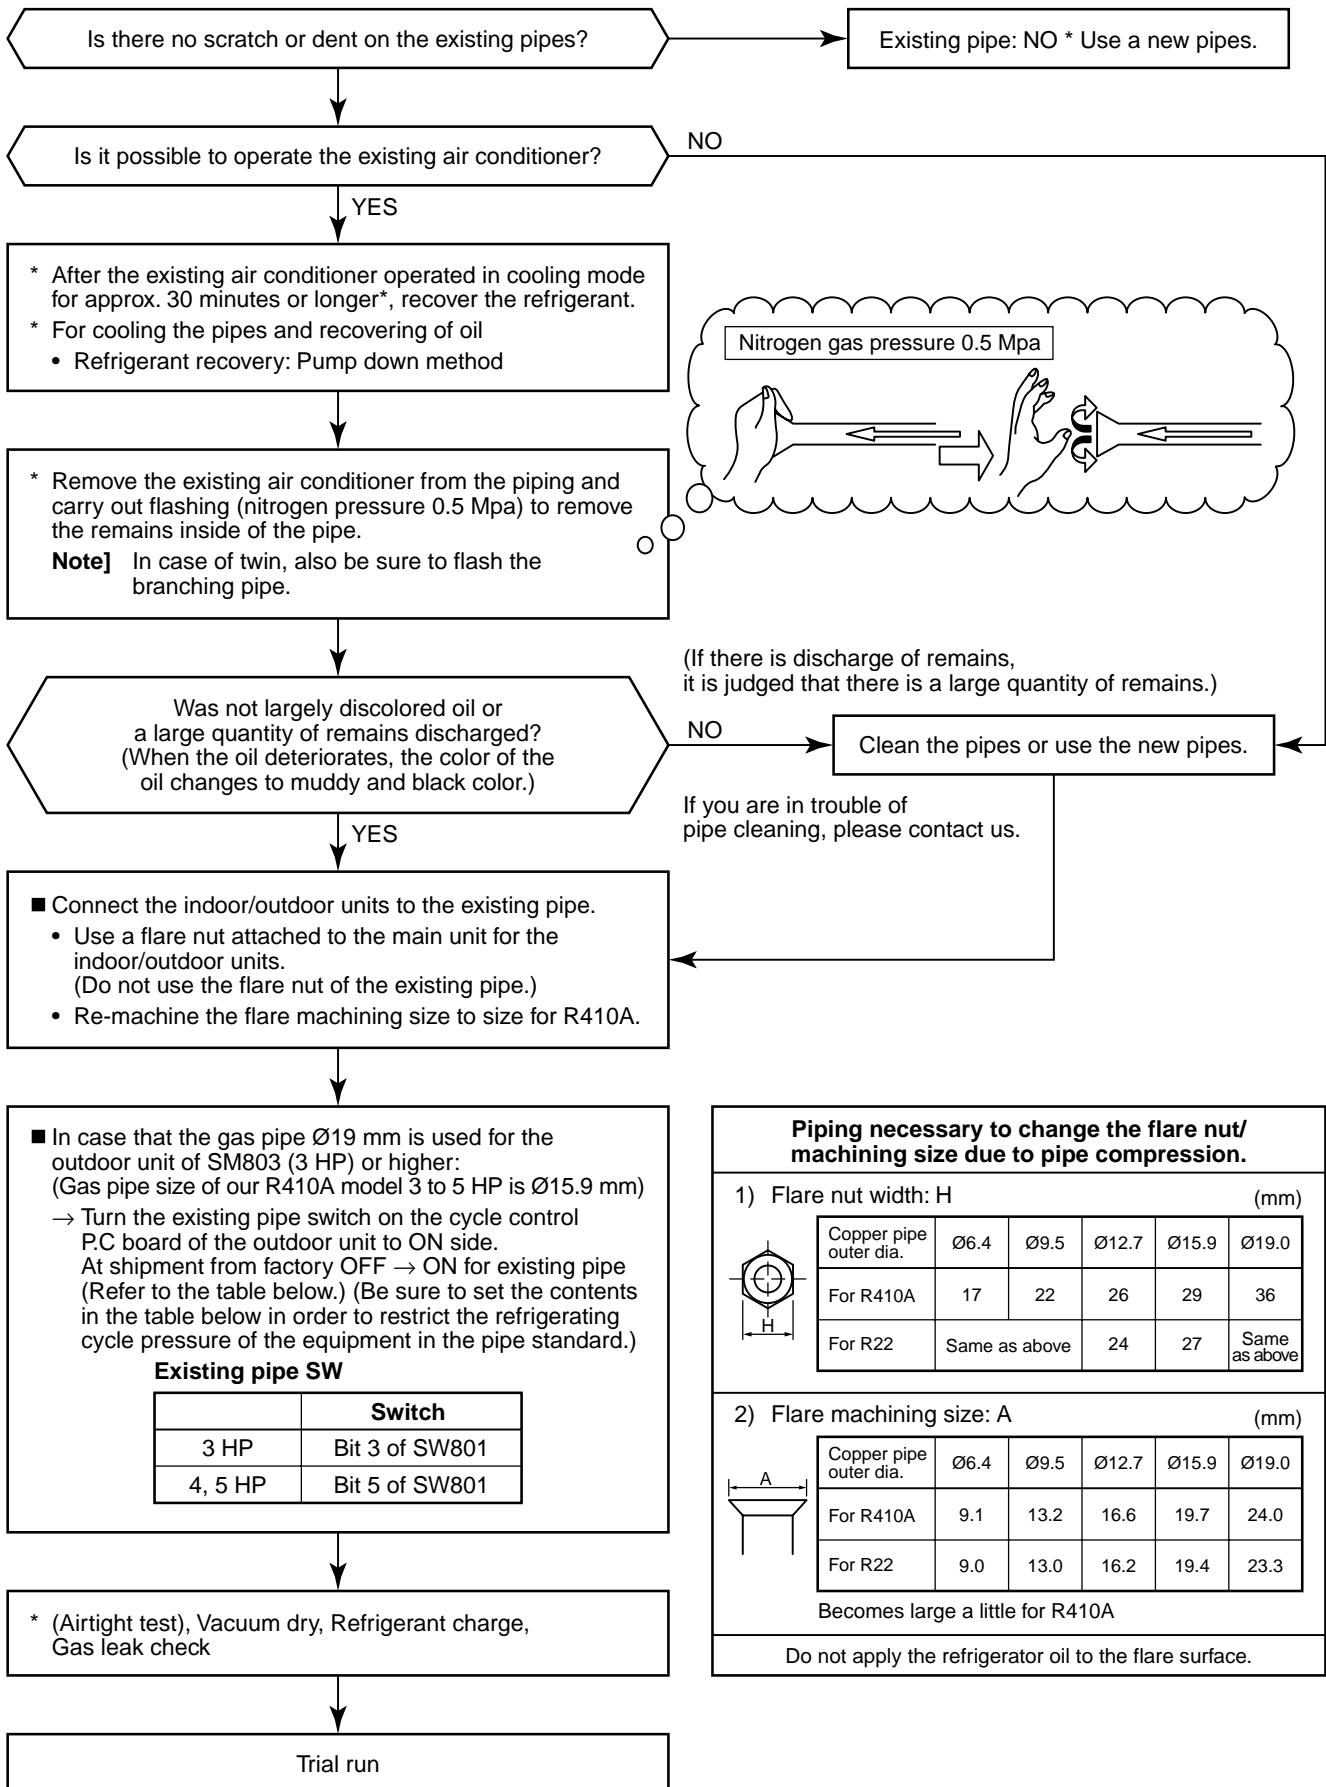 Is there no scratch or dent on the existing pipes?
Existing pipe: NO * Use a new pipes.
Is it possible to operate the existing air conditioner?
NO
YES
* After the existing air conditioner operated in cooling mode
for approx. 30 minutes or longer*, recover the refrigerant.
* For cooling the pipes and recovering of oil
• Refrigerant recovery: Pump down method
Nitrogen gas pressure 0.5 Mpa
* Remove the existing air conditioner from the piping and
carry out flashing (nitrogen pressure 0.5 Mpa) to remove
the remains inside of the pipe.
Note] In case of twin, also be sure to flash the
branching pipe.
(If there is discharge of remains,
it is judged that there is a large quantity of remains.)
Was not largely discolored oil or
a large quantity of remains discharged?
(When the oil deteriorates, the color of the
oil changes to muddy and black color.)
NO
Clean the pipes or use the new pipes.
If you are in trouble of
pipe cleaning, please contact us.
YES
■ Connect the indoor/outdoor units to the existing pipe.
• Use a flare nut attached to the main unit for the
indoor/outdoor units.
(Do not use the flare nut of the existing pipe.)
• Re-machine the flare machining size to size for R410A.
■ In case that the gas pipe Ø19 mm is used for the
outdoor unit of SM803 (3 HP) or higher:
(Gas pipe size of our R410A model 3 to 5 HP is Ø15.9 mm)
→ Turn the existing pipe switch on the cycle control
P.C board of the outdoor unit to ON side.
At shipment from factory OFF → ON for existing pipe
(Refer to the table below.) (Be sure to set the contents
in the table below in order to restrict the refrigerating
cycle pressure of the equipment in the pipe standard.)
Existing pipe SW
Switch
3 HP Bit 3 of SW801
4, 5 HP Bit 5 of SW801
Piping necessary to change the flare nut/
machining size due to pipe compression.
1) Flare nut width: H (mm)
Copper pipe
outer dia. Ø6.4 Ø9.5 Ø12.7 Ø15.9 Ø19.0
For R410A 17 22 26 29 36
For R22 Same as above 24 27 Same
as above
H
2) Flare machining size: A (mm)
Copper pipe
outer dia. Ø6.4 Ø9.5 Ø12.7 Ø15.9 Ø19.0
A
For R410A 9.1 13.2 16.6 19.7 24.0
For R22 9.0 13.0 16.2 19.4 23.3
Becomes large a little for R410A
Do not apply the refrigerator oil to the flare surface.
* (Airtight test), Vacuum dry, Refrigerant charge,
Gas leak check
Trial run